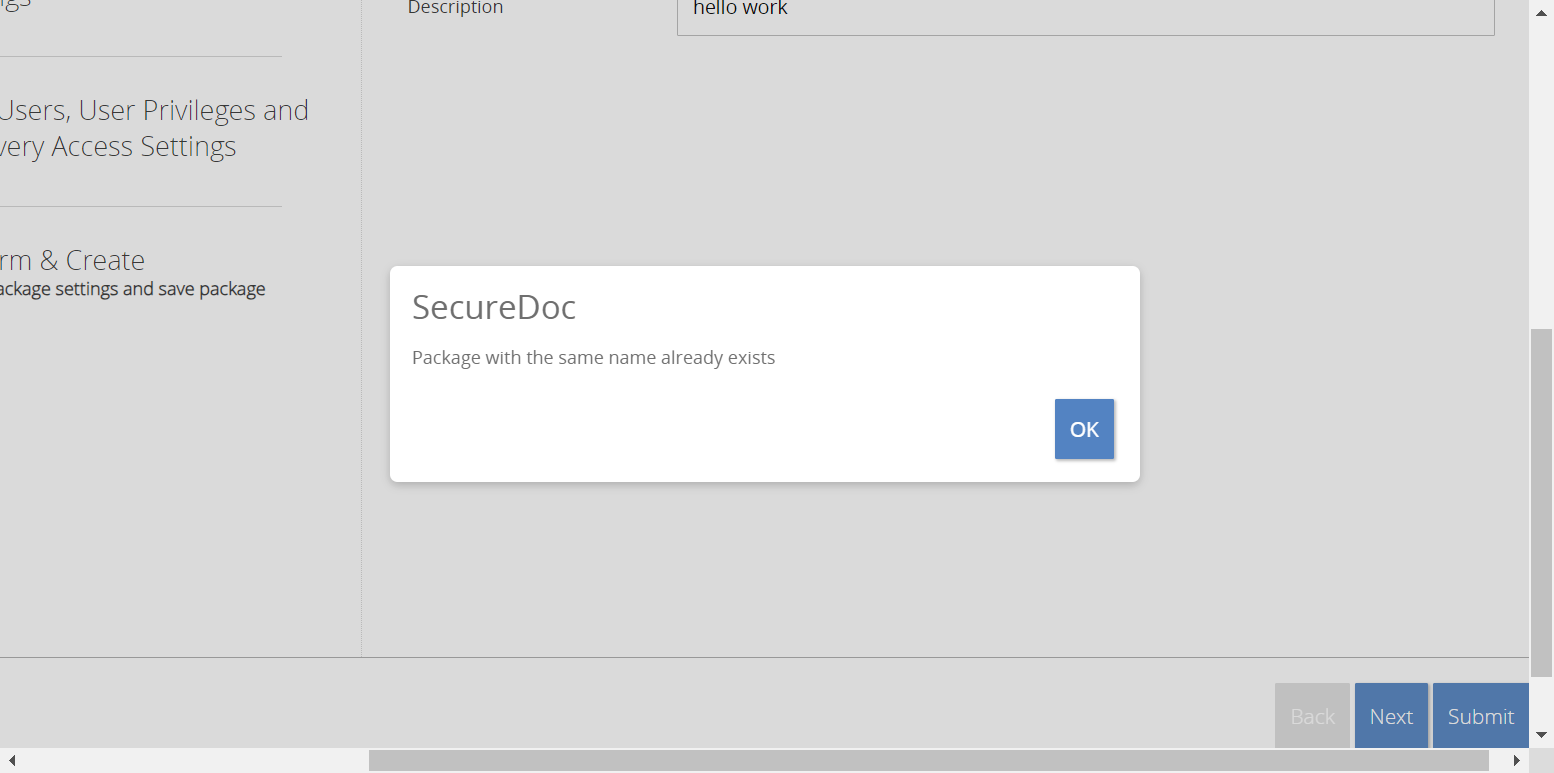 Description
hello work
Users, User Privileges and
very Access Settings
rm & Create
ackage settings and save package
SecureDoc
Package with the same name already exists
OK
Back
Next
Submit